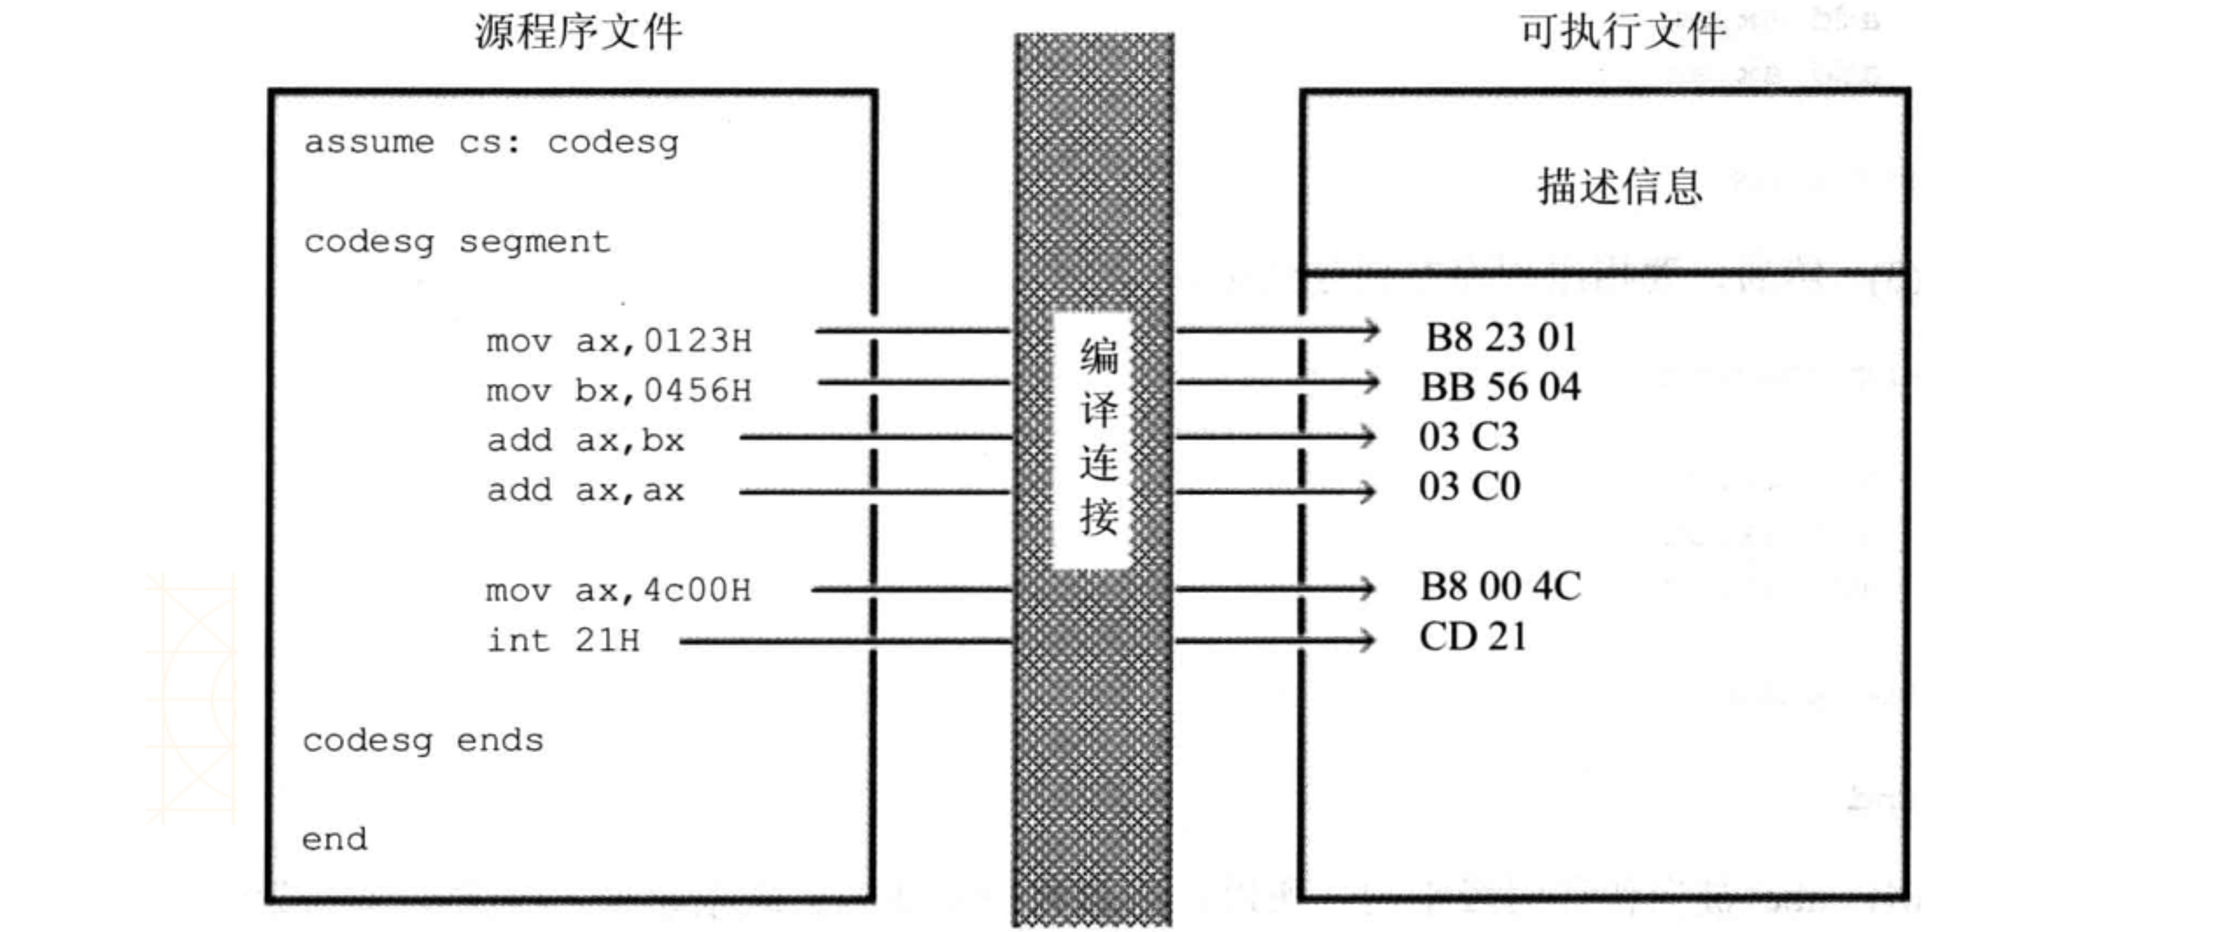 源程序文件
assume cs: codesg
codesg segment
mov ax,0123H
mov bx,0456H
add ax,bx
add ax,ax
mov ax,4c00H
int 21H
codesg ends
end
编译连接
可执行文件
描述信息
B8 23 01
BB 56 04
03 C3
03 C0
B8 00 4C
CD 21